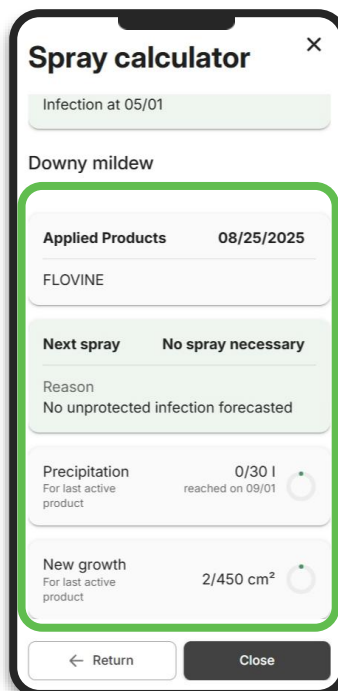 Spray calculator
Infection at 05/01
Downy mildew
Applied Products 08/25/2025
FLOVINE
Next spray No spray necessary
Reason
No unprotected infection forecasted
Precipitation 0/30 l
For last active reached on 09/01
product
New growth
For last active 2/450 cm²
product
← Return Close